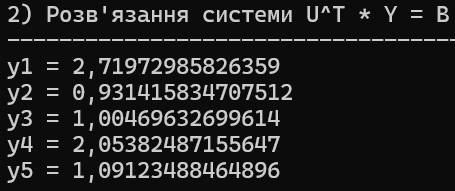 2) Розв'язання системи U^T * Y = B
-----------------------------------
y1 = 2,71972985826359
y2 = 0,931415834707512
y3 = 1,00469632699614
y4 = 2,05382487155647
y5 = 1,09123488464896